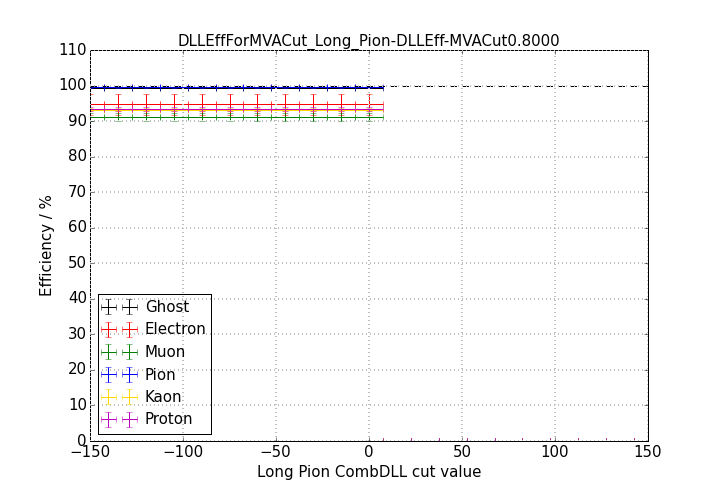 DLLEffForMVACut_Long_Pion-DLLEff-MVACut0.8000
110
100
90
80
70
60
50
40
30
20
10
0
Efficiency / %
Ghost
Electron
Muon
Pion
Kaon
Proton
−150 −100 −50 0 50 100 150
Long Pion CombDLL cut value